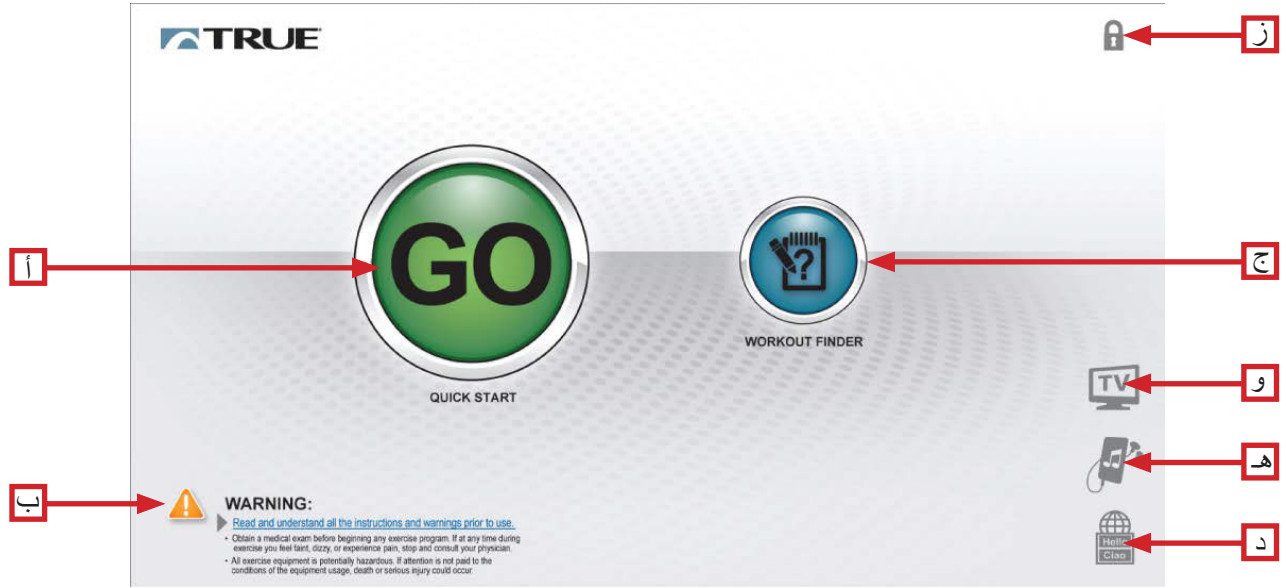 TRUE
ز
GO
أ
ج
WORKOUT FINDER
QUICK START
TV
و
هـ
ب
WARNING:
Read and understand all the instructions and warnings prior to use.
• Obtain a medical exam before beginning any exercise program. If at any time during
exercise you feel faint, dizzy, or experience pain, stop and consult your physician.
• All exercise equipment is potentially hazardous. If attention is not paid to the
conditions of the equipment usage, death or serious injury could occur.
Hello
Ciao
د